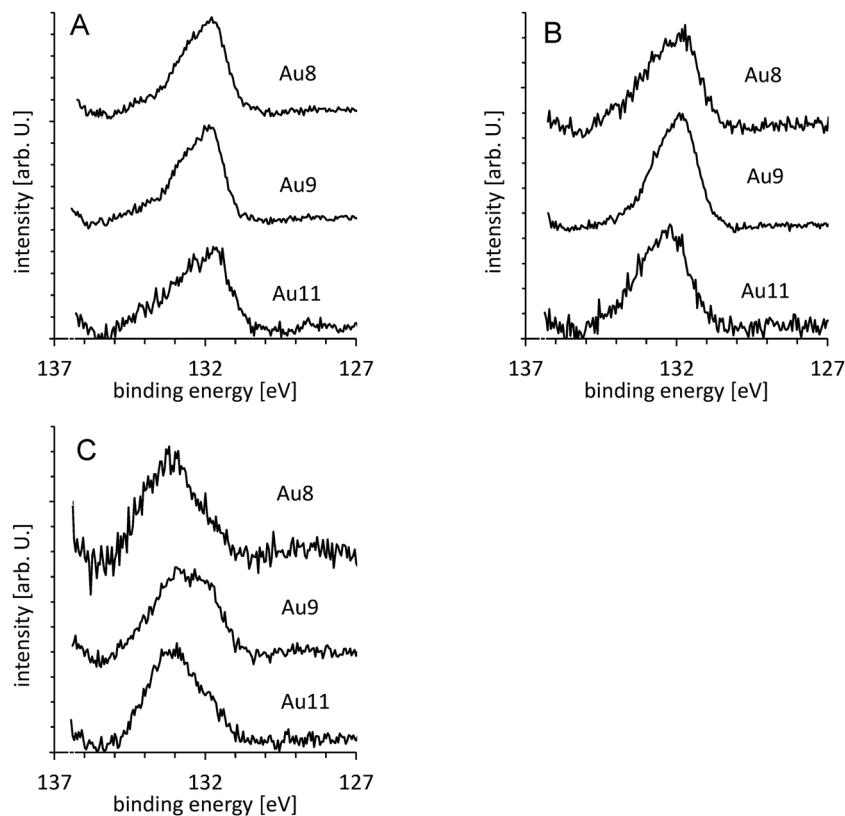 A
Au8
Au9
Au11
intensity [arb. U.]
137 132 127
binding energy [eV]
B
Au8
Au9
Au11
intensity [arb. U.]
137 132 127
binding energy [eV]
C
Au8
Au9
Au11
intensity [arb. U.]
137 132 127
binding energy [eV]